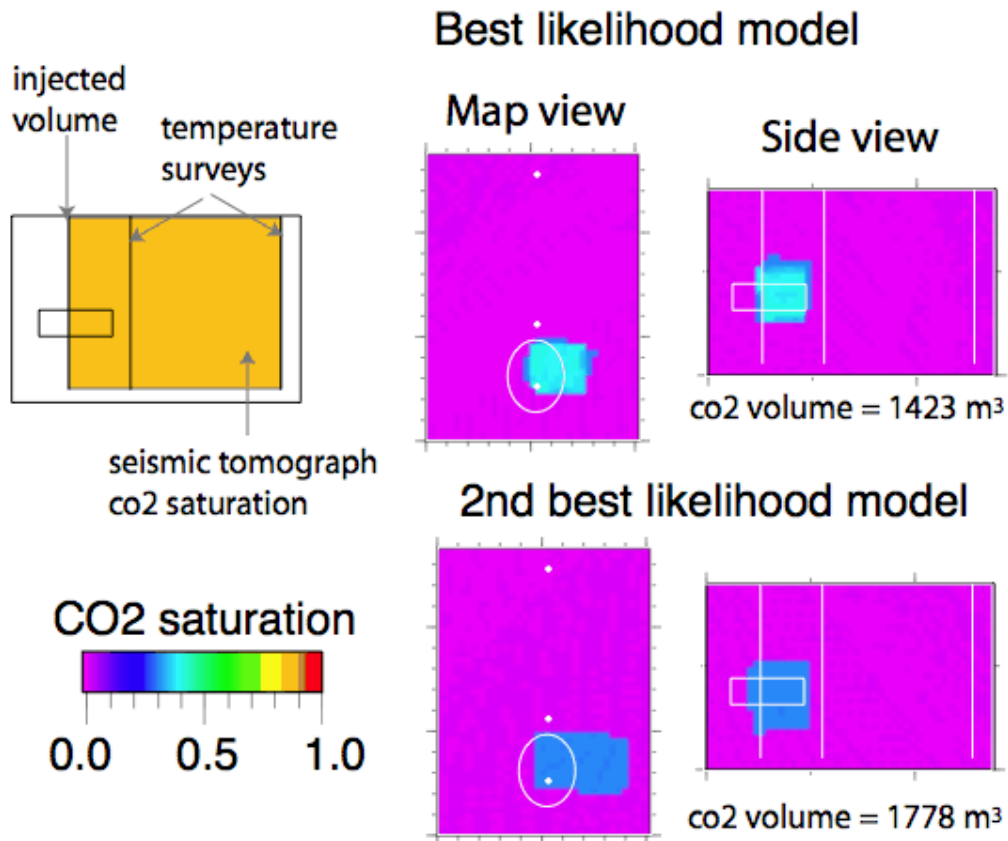 Best likelihood model
injected
volume
temperature
surveys
Map view
Side view
seismic tomograph
co2 saturation
co2 volume = 1423 m³
2nd best likelihood model
CO2 saturation
0.0 0.5 1.0
co2 volume = 1778 m³